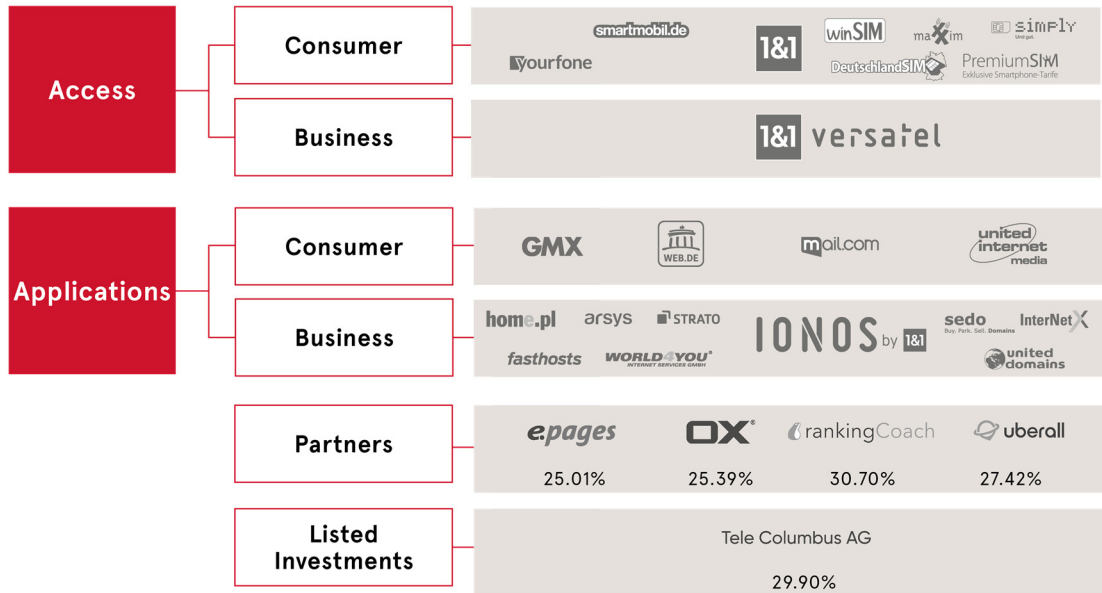 Access
Consumer
smartmobil.de
yourfone
1&1
winSIM
maXXim
simply
Und gut.
DeutschlandSIM
PremiumSIM
Exklusive Smartphone-Tarife
Business
1&1 versatel
Applications
Consumer
GMX
WEB.DE
mail.com
united
internet
media
Business
home.pl
arsys
STRATO
fasthosts
WORLD4YOU
INTERNET SERVICES GMBH
IONOS by 1&1
sedo
Buy. Park. Sell. Domains
InterNetX
united
domains
Partners
epages
OX®
rankingCoach
uberall
25.01%
25.39%
30.70%
27.42%
Listed
Investments
Tele Columbus AG
29.90%